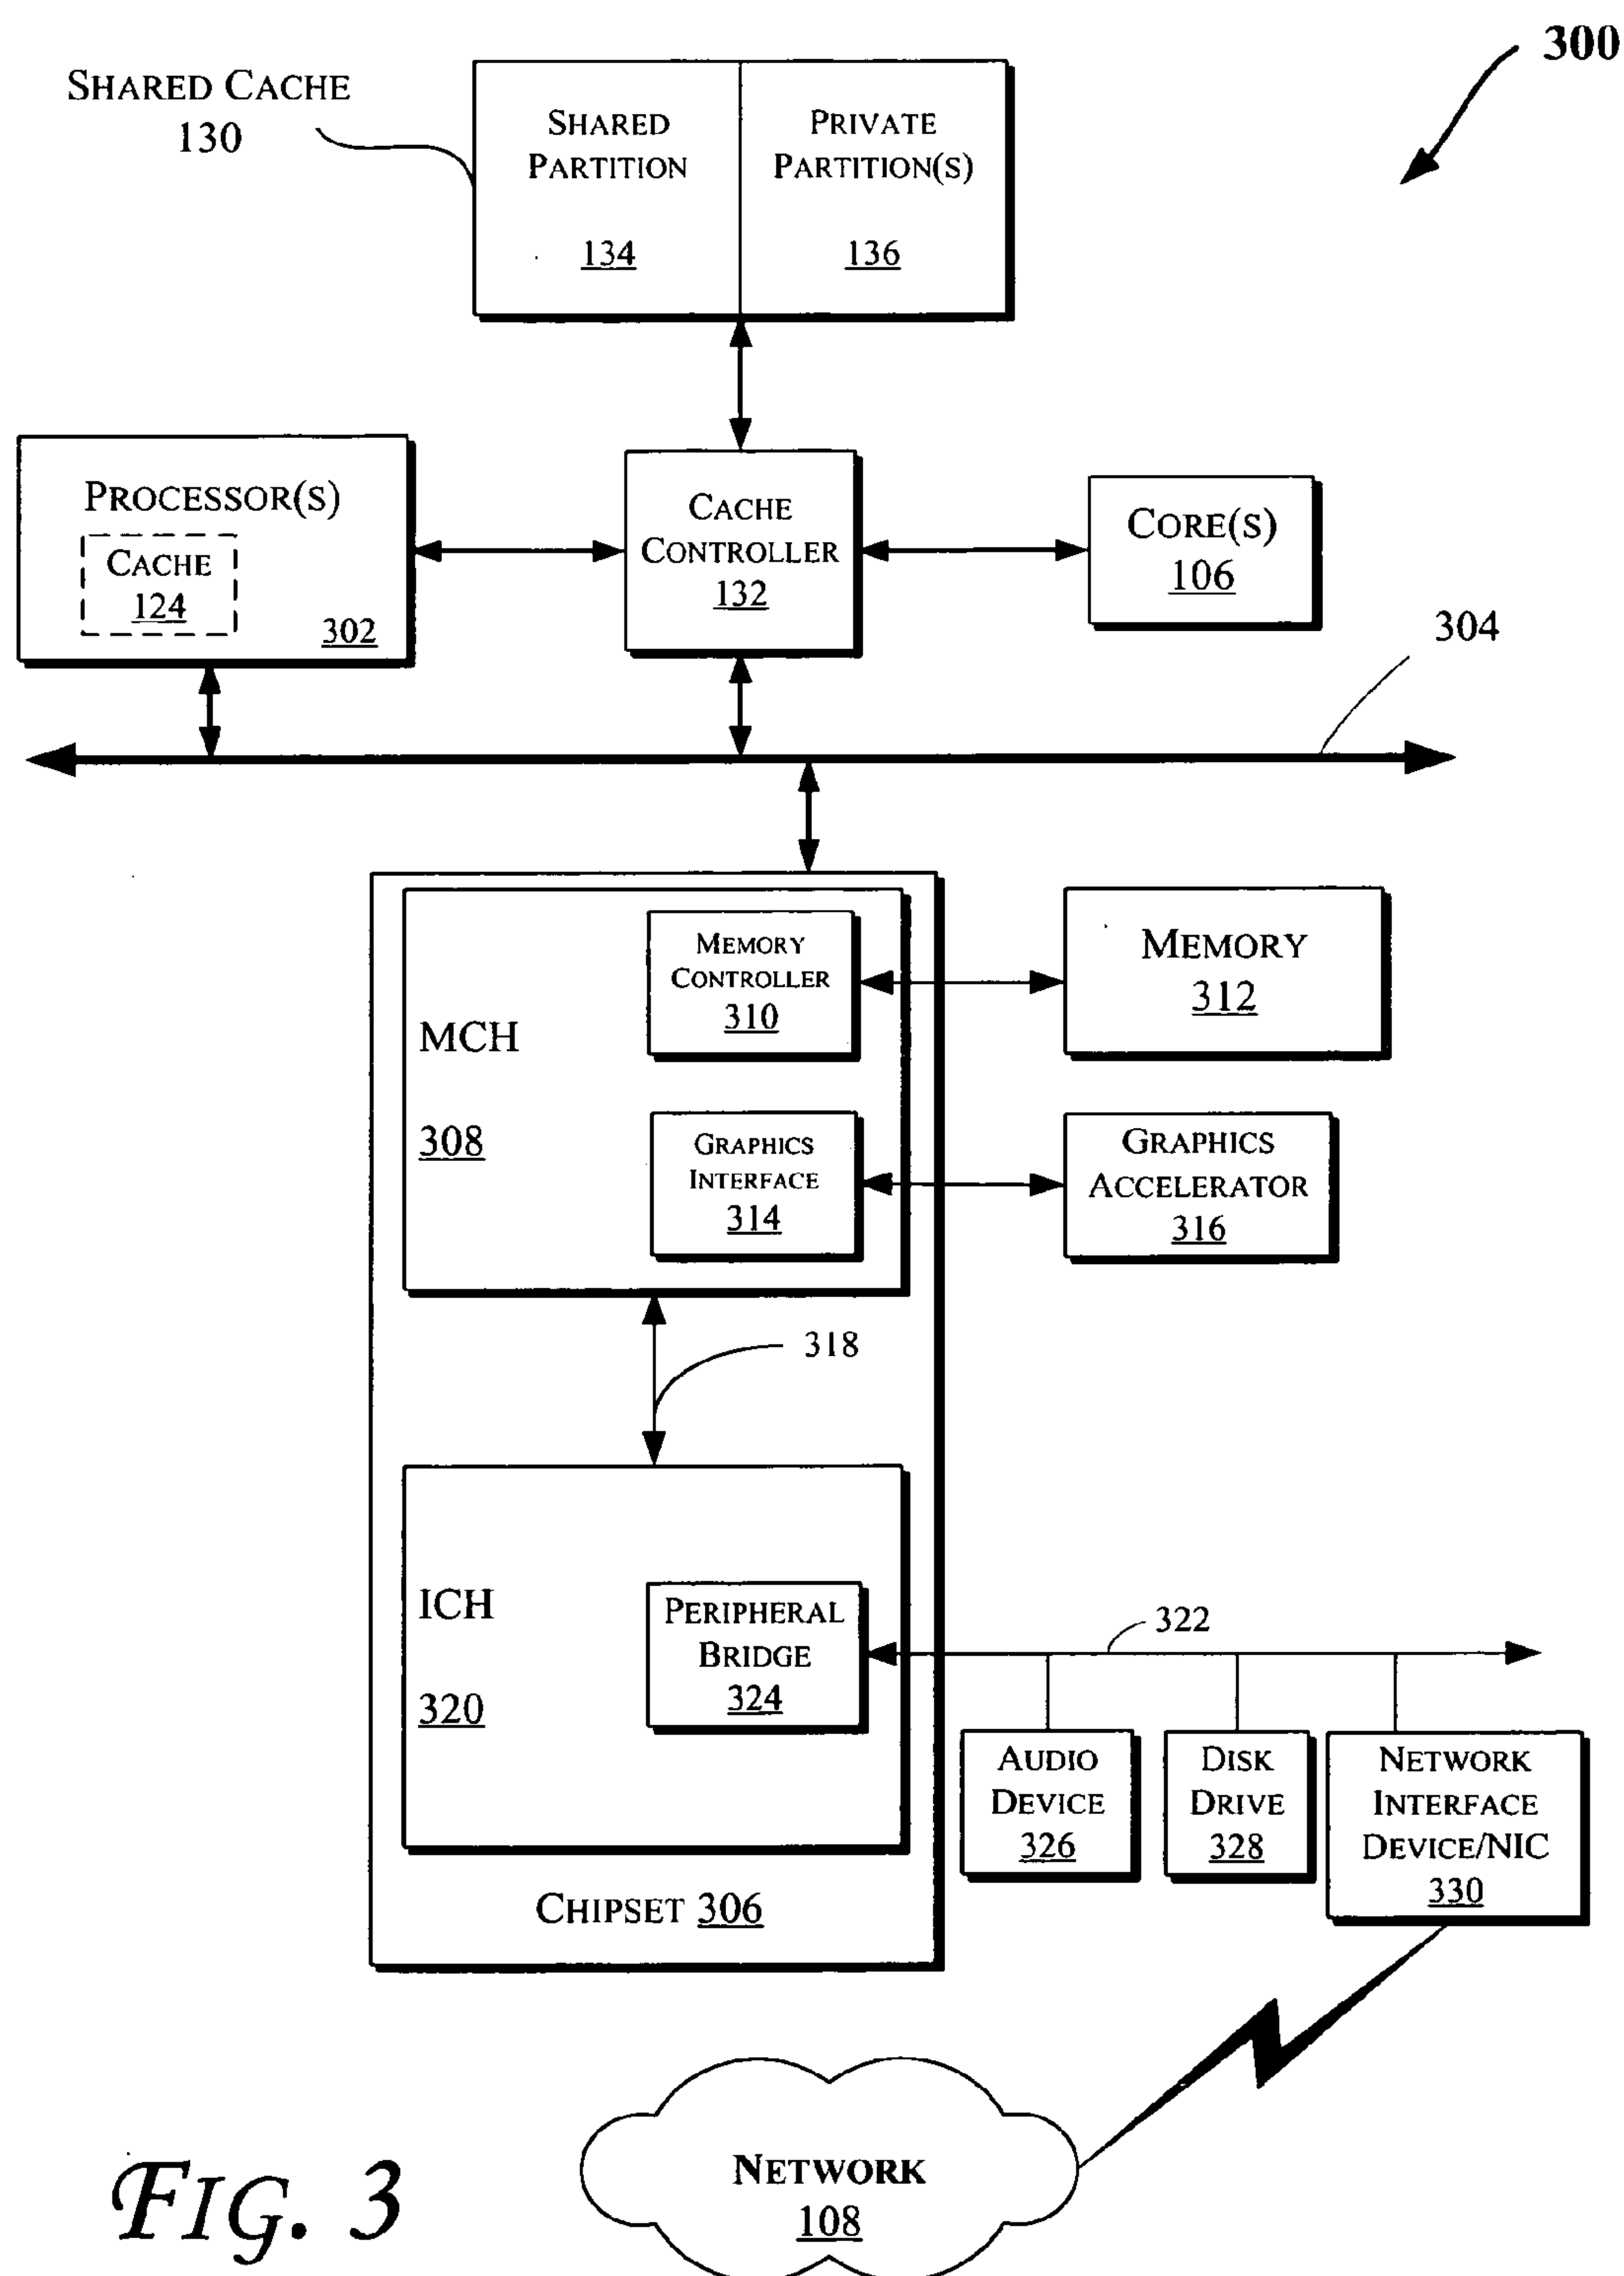 300
SHARED CACHE
130
SHARED
PARTITION
134
PRIVATE
PARTITION(S)
136
PROCESSOR(S)
CACHE
124
302
CACHE
CONTROLLER
132
CORE(S)
106
304
MEMORY
CONTROLLER
310
MEMORY
312
MCH
308
GRAPHICS
INTERFACE
314
GRAPHICS
ACCELERATOR
316
318
ICH
320
PERIPHERAL
BRIDGE
324
322
AUDIO
DEVICE
326
DISK
DRIVE
328
NETWORK
INTERFACE
DEVICE/NIC
330
CHIPSET 306
NETWORK
108
FIG. 3